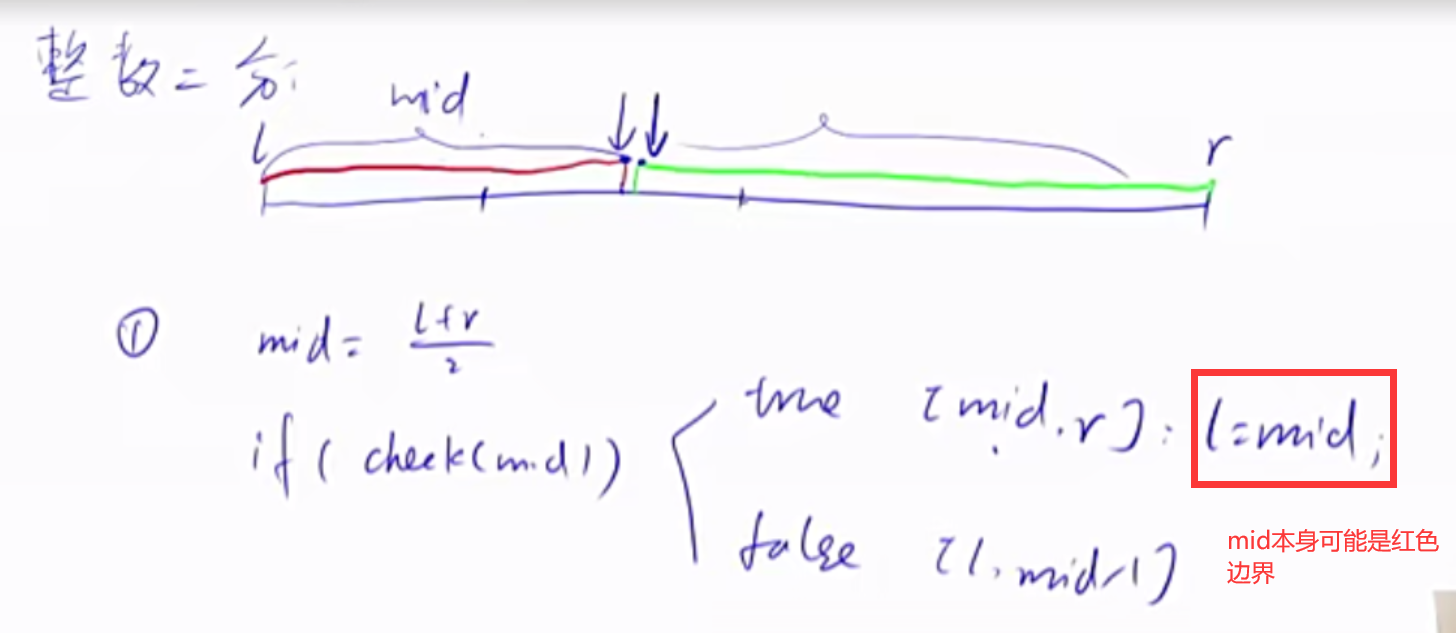 整数二分:
mid
l
r
① mid = l+r/2
if ( check(mid) )
true [mid, r]: l=mid;
false [l, mid-1]
mid本身可能是红色
边界